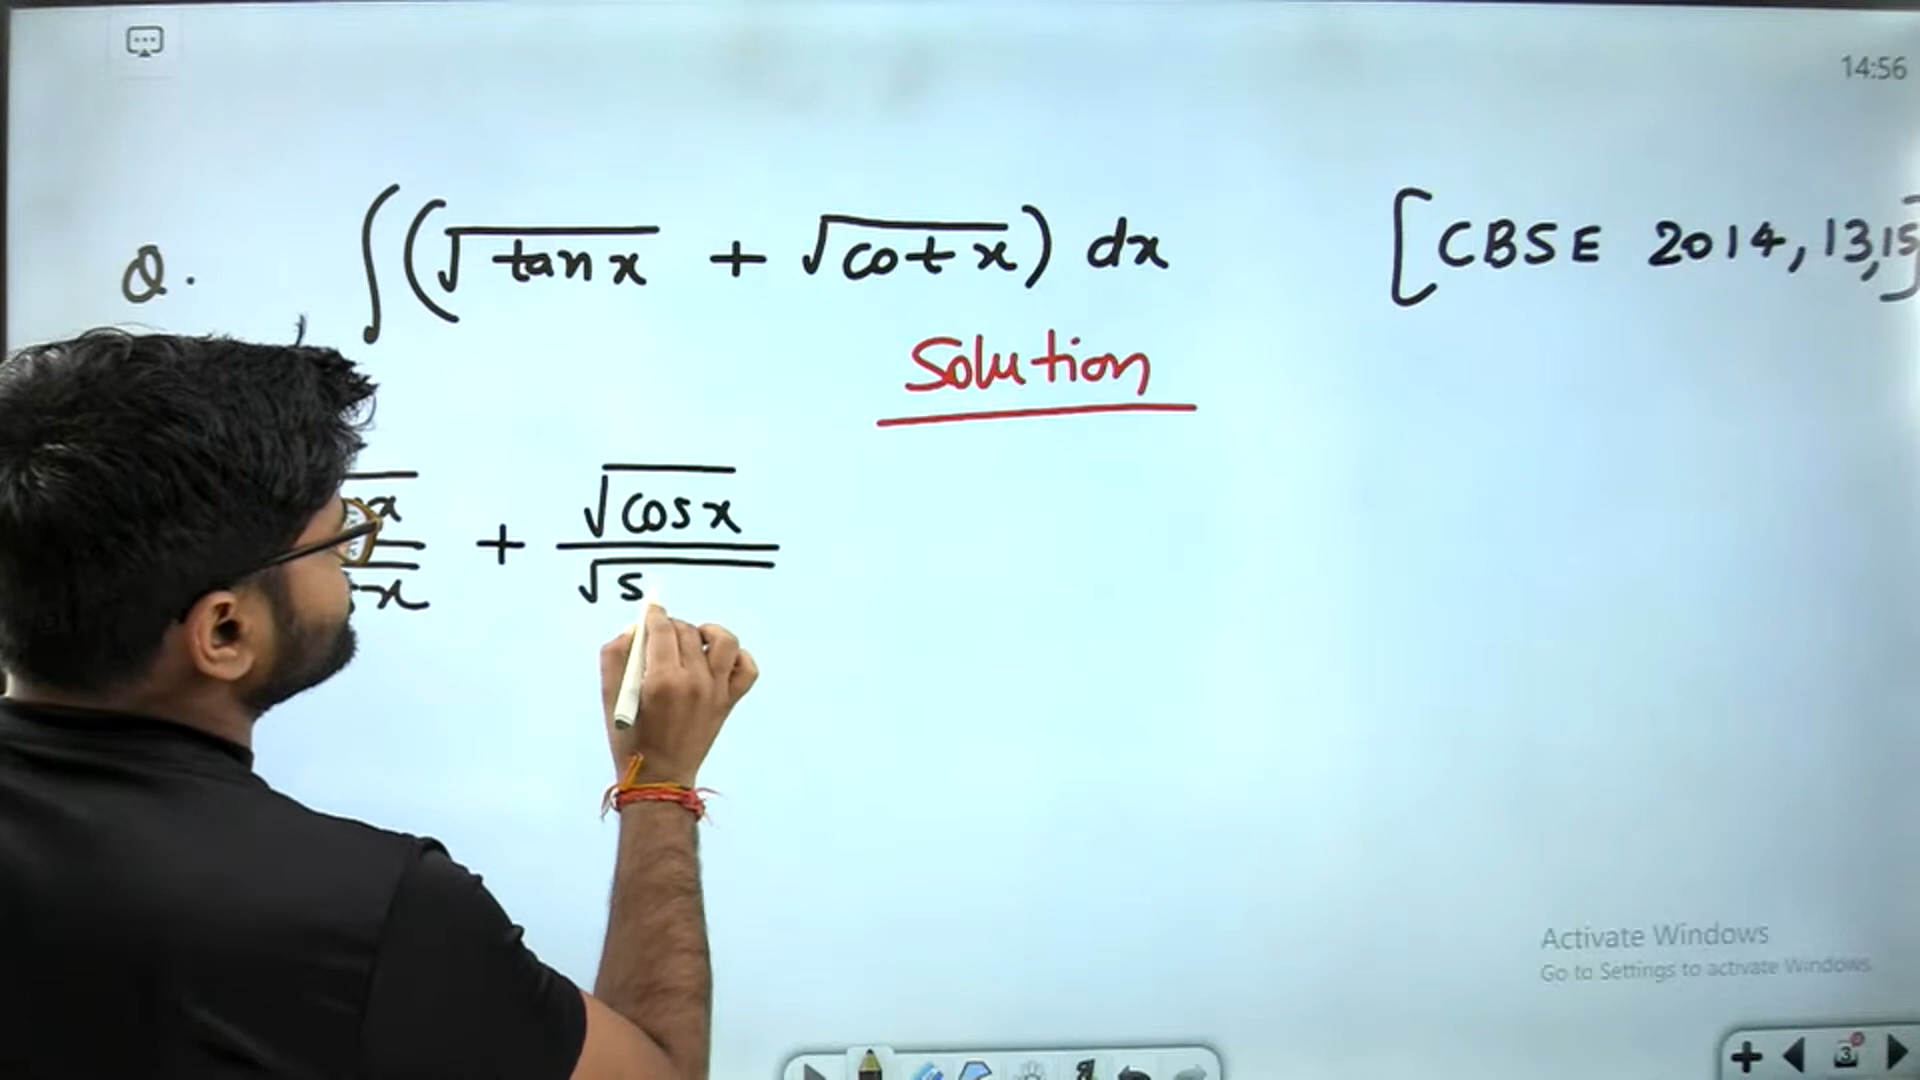 14:56
Q. ∫(√tan x + √cot x) dx [CBSE 2014, 13, 15]
Solution
x + √cos x
x √s
Activate Windows
Go to Settings to activate Windows.
3